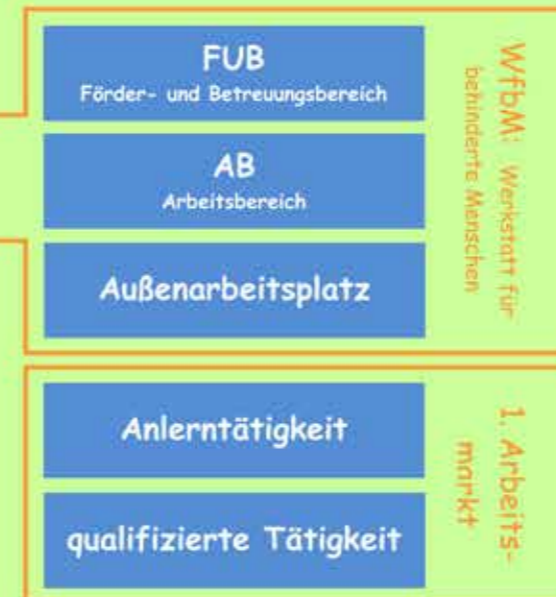 FUB
Förder- und Betreuungsbereich
AB
Arbeitsbereich
Außenarbeitsplatz
WfbM: Werkstatt für
behinderte Menschen
Anlerntätigkeit
qualifizierte Tätigkeit
1. Arbeits-
markt